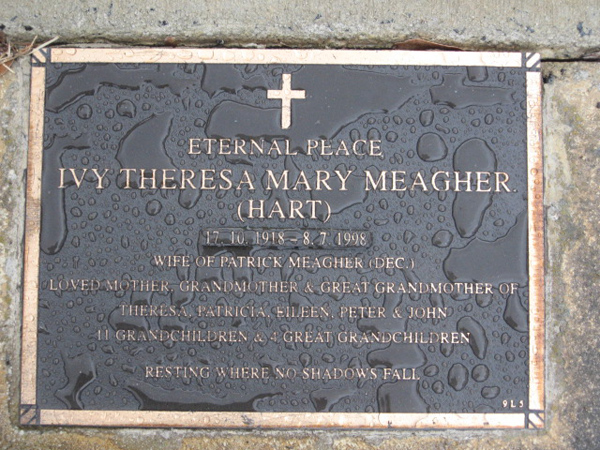 ETERNAL PEACE
IVY THERESA MARY MEAGHER
(HART)
17. 10. 1918 - 8. 7. 1998
WIFE OF PATRICK MEAGHER (DEC.)
LOVED MOTHER, GRANDMOTHER & GREAT GRANDMOTHER OF
THERESA, PATRICIA, EILEEN, PETER & JOHN
11 GRANDCHILDREN & 4 GREAT GRANDCHILDREN
RESTING WHERE NO SHADOWS FALL
9 L 5